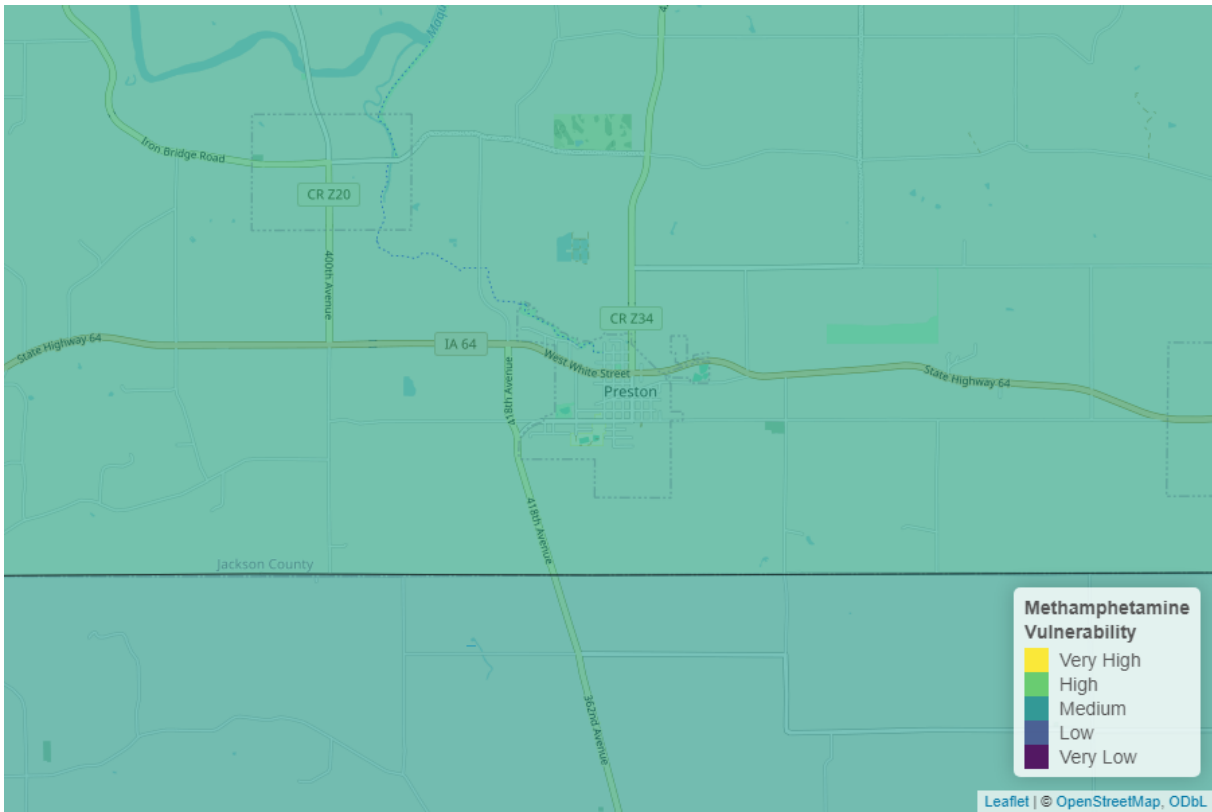 Maqu
Iron Bridge Road
CR Z20
400th Avenue
CR Z34
State Highway 64
IA 64
West White Street
State Highway 64
418th Avenue
Preston
418th Avenue
Jackson County
362nd Avenue
Methamphetamine
Vulnerability
Very High
High
Medium
Low
Very Low
Leaflet | © OpenStreetMap, ODbL